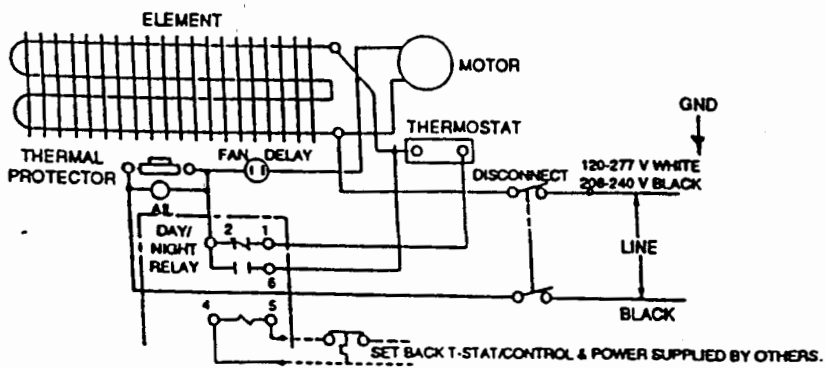 ELEMENT
MOTOR
GND
THERMOSTAT
THERMAL
PROTECTOR
FAN DELAY
DISCONNECT
120-277 V WHITE
208-240 V BLACK
DAY/
NIGHT
RELAY
2
1
6
LINE
BLACK
4
5
SET BACK T-STAT/CONTROL & POWER SUPPLIED BY OTHERS.